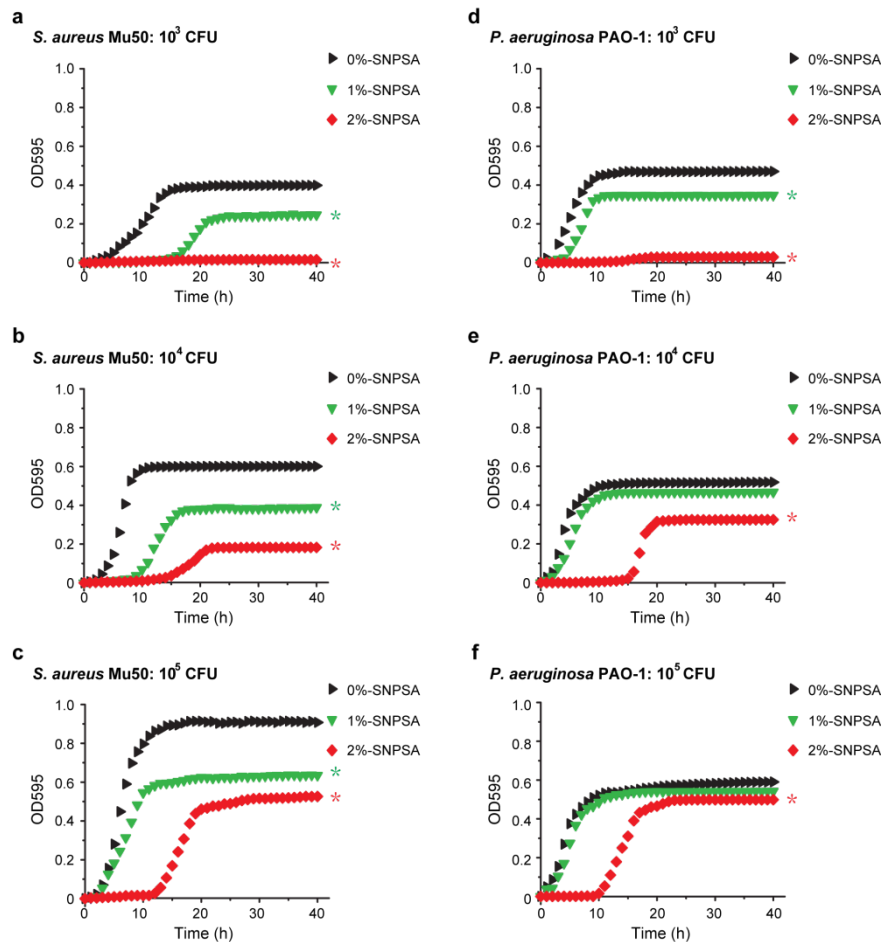 a
S. aureus Mu50: 10³ CFU
0%-SNPSA
1%-SNPSA
2%-SNPSA
1.0
0.8
0.6
0.4
0.2
0
OD595
*
*
0 10 20 30 40
Time (h)
d
P. aeruginosa PAO-1: 10³ CFU
0%-SNPSA
1%-SNPSA
2%-SNPSA
1.0
0.8
0.6
0.4
0.2
0
OD595
*
*
0 10 20 30 40
Time (h)
b
S. aureus Mu50: 10⁴ CFU
0%-SNPSA
1%-SNPSA
2%-SNPSA
1.0
0.8
0.6
0.4
0.2
0
OD595
*
*
0 10 20 30 40
Time (h)
e
P. aeruginosa PAO-1: 10⁴ CFU
0%-SNPSA
1%-SNPSA
2%-SNPSA
1.0
0.8
0.6
0.4
0.2
0
OD595
*
0 10 20 30 40
Time (h)
c
S. aureus Mu50: 10⁵ CFU
0%-SNPSA
1%-SNPSA
2%-SNPSA
1.0
0.8
0.6
0.4
0.2
0
OD595
*
*
0 10 20 30 40
Time (h)
f
P. aeruginosa PAO-1: 10⁵ CFU
0%-SNPSA
1%-SNPSA
2%-SNPSA
1.0
0.8
0.6
0.4
0.2
0
OD595
*
0 10 20 30 40
Time (h)